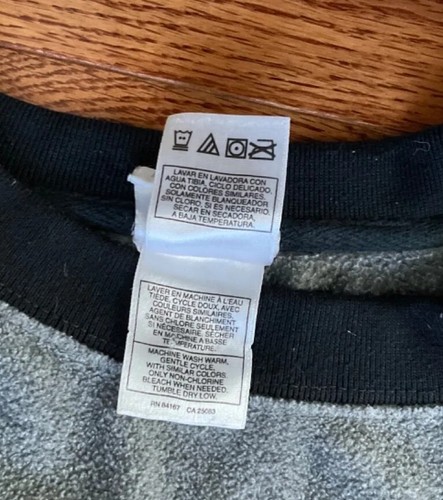 LAVAR EN LAVADORA CON
AGUA TIBIA, CICLO DELICADO,
CON COLORES SIMILARES.
SOLAMENTE BLANQUEADOR
SIN CLORO, SI ES NECESARIO.
SECAR EN SECADORA,
A BAJA TEMPERATURA.
LAVER EN MACHINE À L'EAU
TIÈDE, CYCLE DOUX, AVEC
COULEURS SIMILAIRES.
AGENT DE BLANCHIMENT
SANS CHLORE SEULEMENT
SI NÉCESSAIRE. SÉCHER
EN MACHINE A BASSE
MACHINE WASH WARM,
GENTLE CYCLE,
WITH SIMILAR COLORS.
ONLY NON-CHLORINE
BLEACH WHEN NEEDED.
TUMBLE DRY LOW.
RN 84167 CA 29083